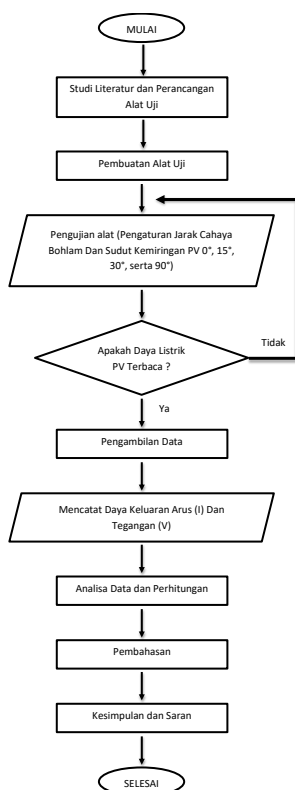 MULAI
Studi Literatur dan Perancangan
Alat Uji
Pembuatan Alat Uji
Pengujian alat (Pengaturan Jarak Cahaya
Bohlam Dan Sudut Kemiringan PV 0°, 15°,
30°, serta 90°)
Apakah Daya Listrik
PV Terbaca ?
Tidak
Ya
Pengambilan Data
Mencatat Daya Keluaran Arus (I) Dan
Tegangan (V)
Analisa Data dan Perhitungan
Pembahasan
Kesimpulan dan Saran
SELESAI